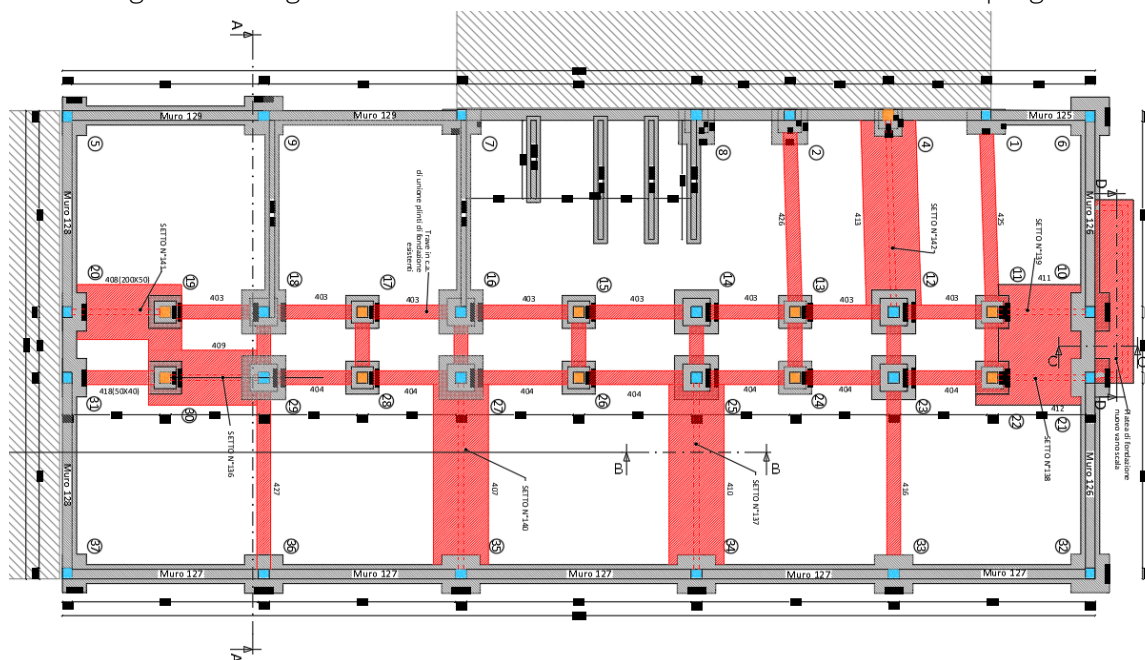 A
Muro 129
Muro 129
Muro 125
5
9
7
8
2
4
1
6
D
Muro 128
di unione plinti di fondazione
esistenti
Trave in c.a.
SETTO N°141
426
413
SETTO N°142
425
SETTO N°139
Muro 126
20
408(200X50)
19
403
18
403
17
403
16
403
15
403
14
403
13
403
12
403
11
411
10
409
C
418(50X40)
404
404
404
404
404
404
404
412
D
31
30
29
28
27
26
25
24
23
22
21
SETTO N°136
SETTO N°138
Platea di fondazione
nuovo vano scala
B
B
Muro 128
427
SETTO N°140
407
410
SETTO N°137
416
Muro 126
37
36
35
34
33
32
Muro 127
Muro 127
Muro 127
Muro 127
Muro 127
A